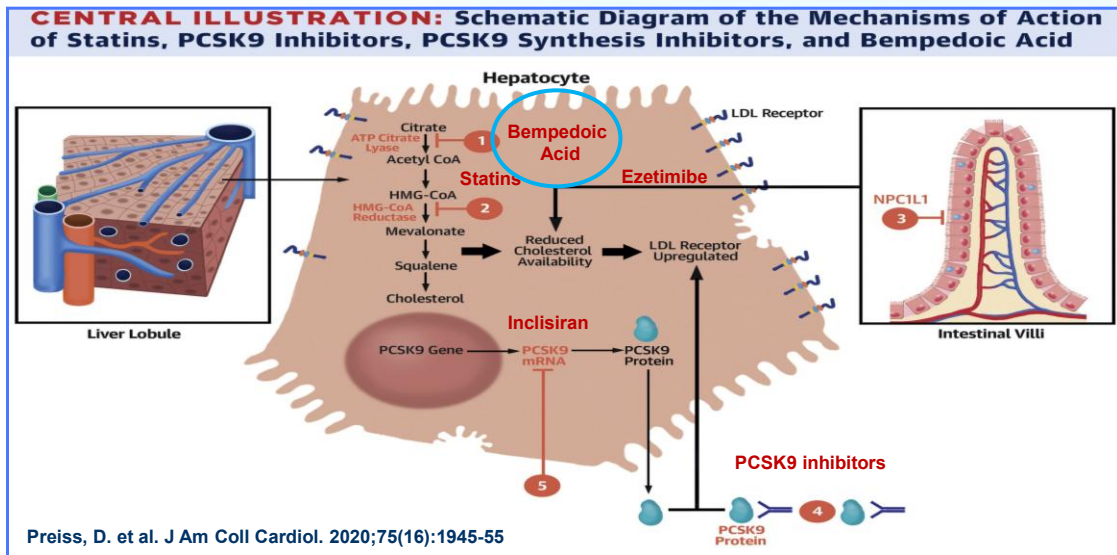 CENTRAL ILLUSTRATION: Schematic Diagram of the Mechanisms of Action
of Statins, PCSK9 Inhibitors, PCSK9 Synthesis Inhibitors, and Bempedoic Acid
Hepatocyte
Citrate
ATP Citrate
Lyase
1
Bempedoic
Acid
LDL Receptor
Acetyl CoA
Statins
Ezetimibe
HMG-CoA
HMG-CoA
Reductase
2
NPC1L1
3
Mevalonate
Squalene
Cholesterol
Reduced
Cholesterol
Availability
LDL Receptor
Upregulated
Liver Lobule
Intestinal Villi
Inclisiran
PCSK9 Gene
PCSK9
mRNA
PCSK9
Protein
5
PCSK9 inhibitors
4
PCSK9
Protein
Preiss, D. et al. J Am Coll Cardiol. 2020;75(16):1945-55